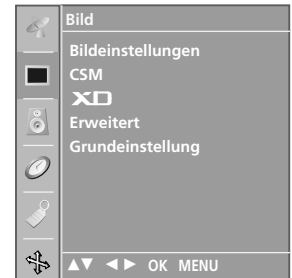 Bild
Bildeinstellungen
CSM
XD
Erweitert
Grundeinstellung
▲▼ ◄► OK MENU